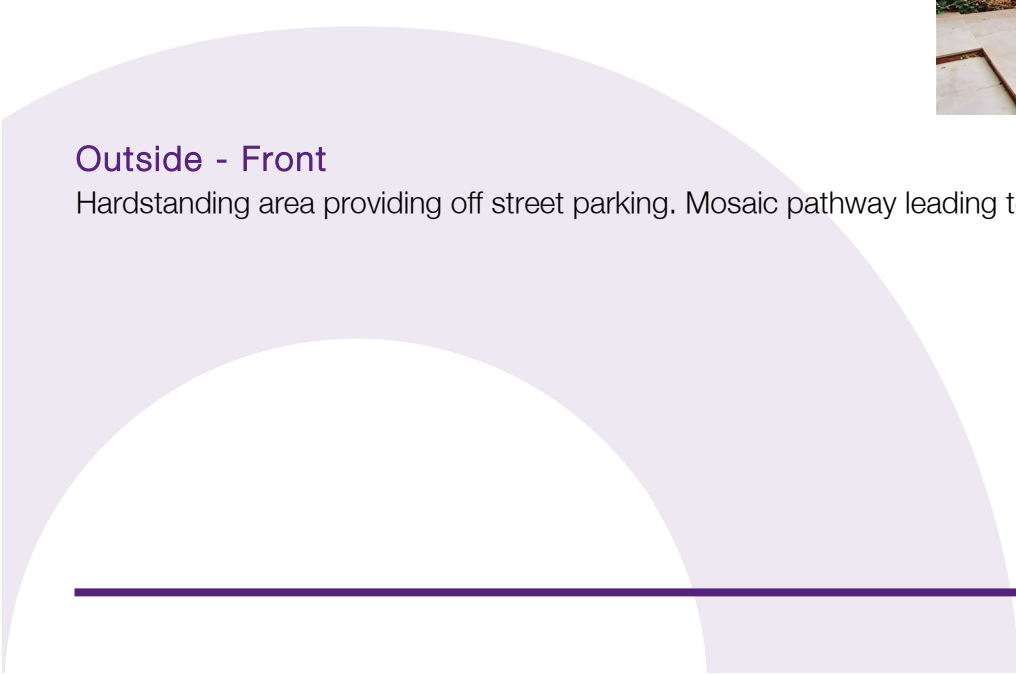 Outside - Front
Hardstanding area providing off street parking. Mosaic pathway leading